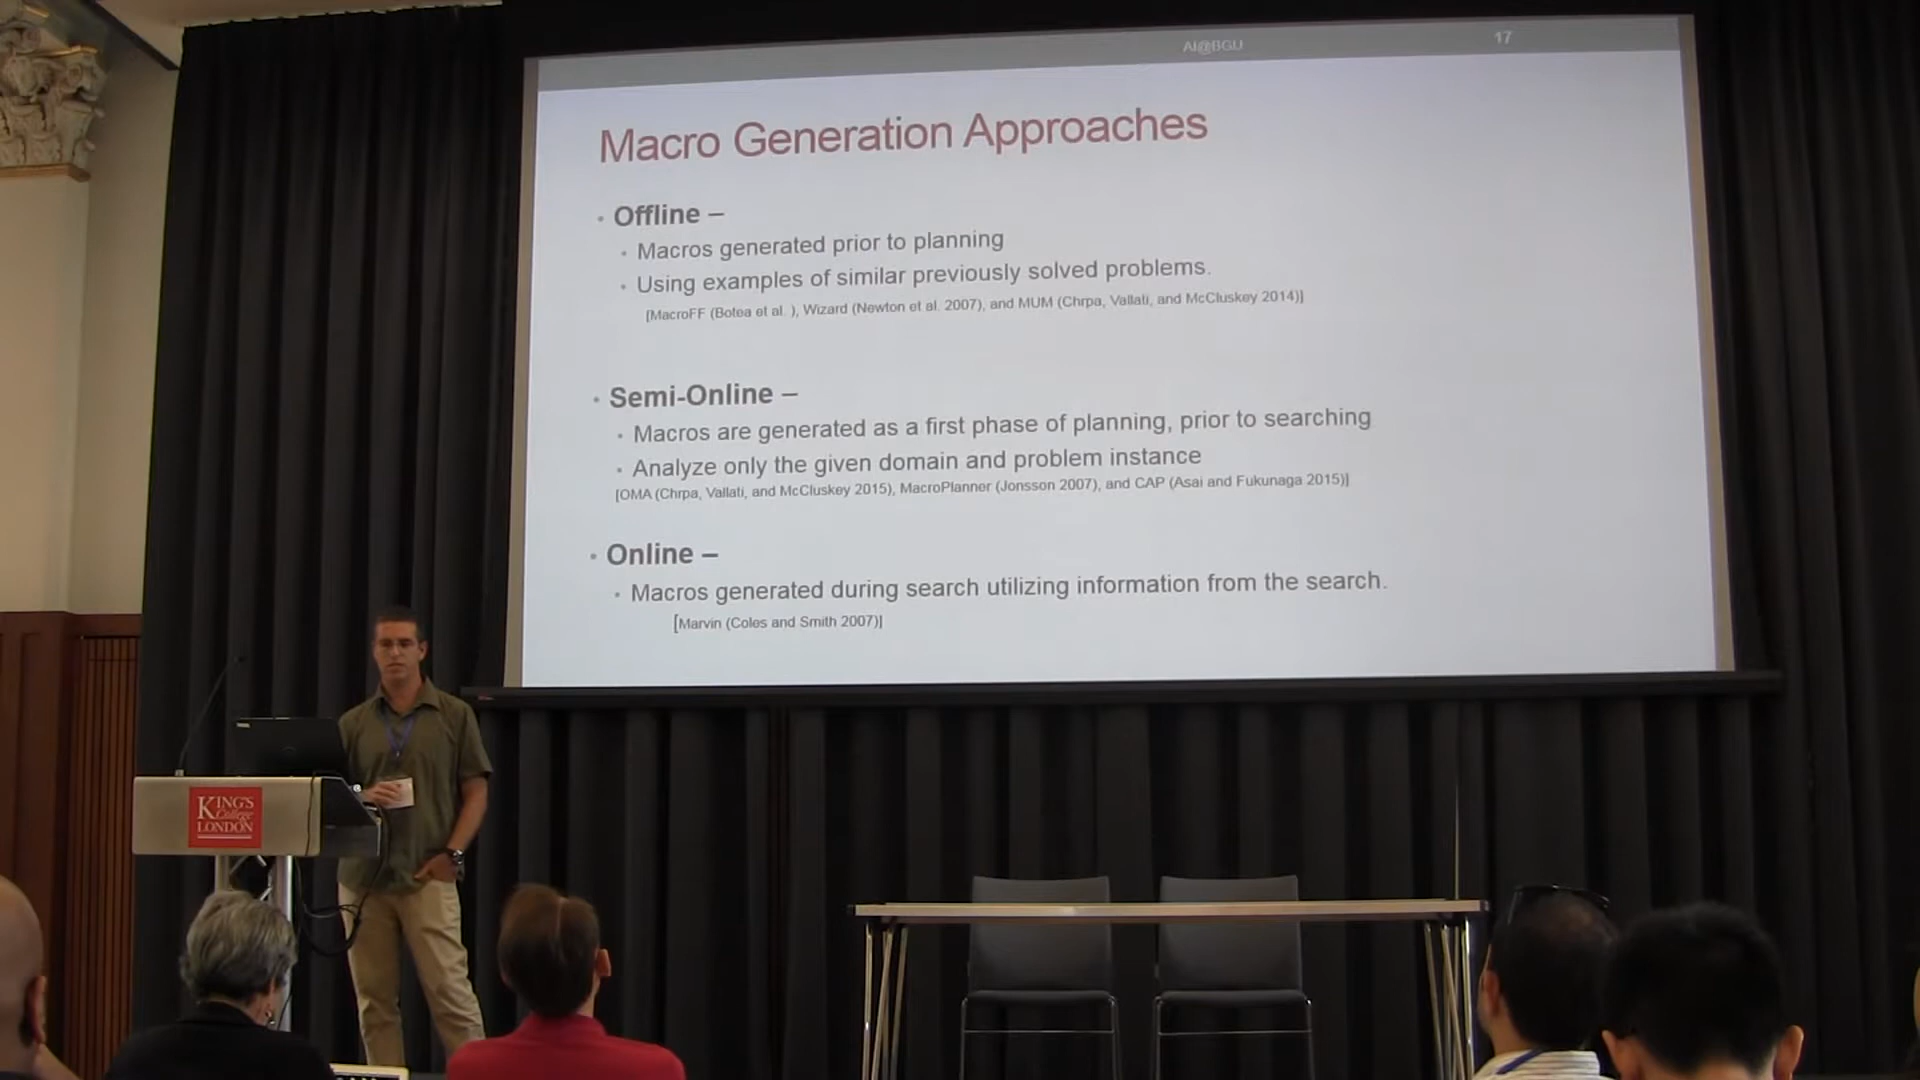 AI@BGU
17
Macro Generation Approaches
• Offline –
• Macros generated prior to planning
• Using examples of similar previously solved problems.
[MacroFF (Botea et al. ), Wizard (Newton et al. 2007), and MUM (Chrpa, Vallati, and McCluskey 2014)]
• Semi-Online –
• Macros are generated as a first phase of planning, prior to searching
• Analyze only the given domain and problem instance
[OMA (Chrpa, Vallati, and McCluskey 2015), MacroPlanner (Jonsson 2007), and CAP (Asai and Fukunaga 2015)]
• Online –
• Macros generated during search utilizing information from the search.
[Marvin (Coles and Smith 2007)]
KING'S
College
LONDON